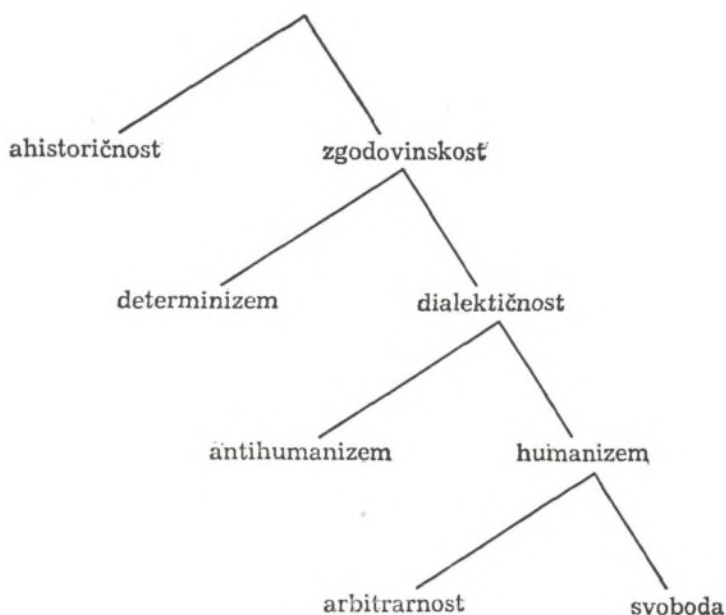 ahistoričnost zgodovinskost
determinizem dialektičnost
antihumanizem humanizem
arbitrarnost svoboda